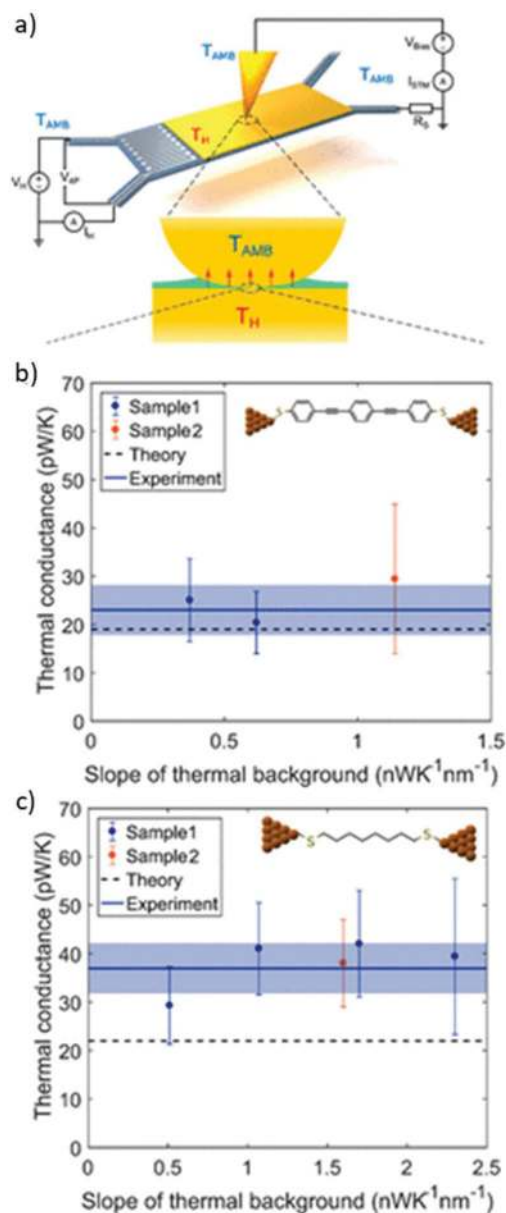 a)
T_AMB
V_Bias
I_STM
T_AMB
R_S
T_AMB
T_H
V_H
V_4P
A
A
T_AMB
T_H
b)
70
60
50
40
30
20
10
0
Thermal conductance (pW/K)
Sample1
Sample2
Theory
Experiment
S
S
0 0.5 1 1.5
Slope of thermal background (nWK⁻¹nm⁻¹)
c)
70
60
50
40
30
20
10
0
Thermal conductance (pW/K)
Sample1
Sample2
Theory
Experiment
S
S
0 0.5 1 1.5 2 2.5
Slope of thermal background (nWK⁻¹nm⁻¹)